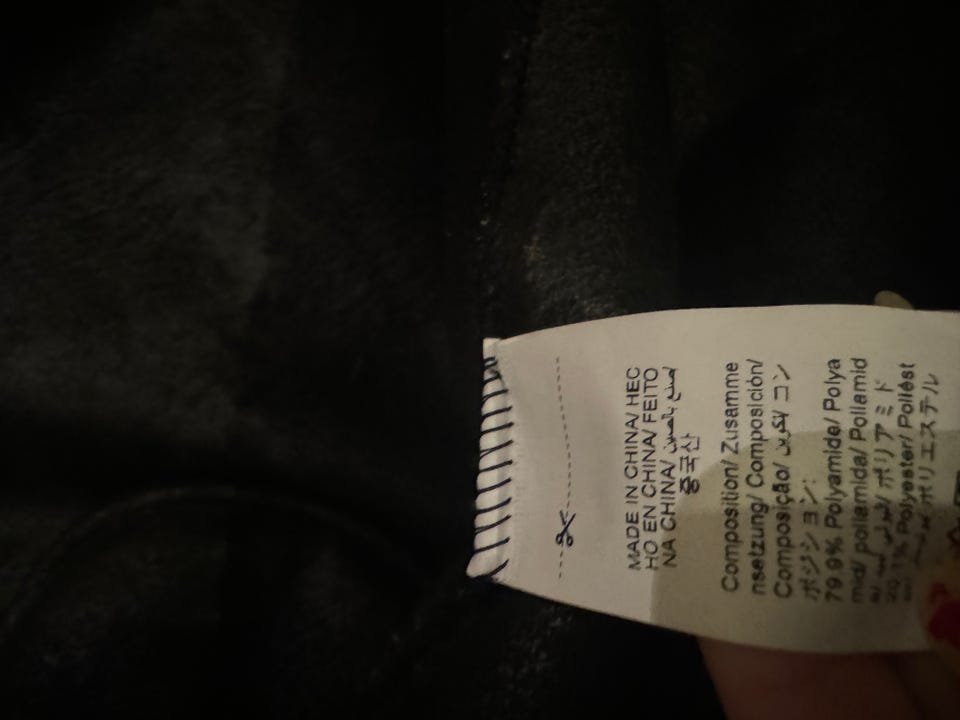 MADE IN CHINA/ HEC
HO EN CHINA/ FEITO
NA CHINA/ صنع بالصين/
중국산
Composition/ Zusamme
nsetzung/ Composición/
Composição/ التكوين/ コン
ポジション:
79.9% Polyamide/ Polya
mid/ poliamida/ Poliamid
ポリアミド
20.1% Polyester/ Poliést
ポリエステル